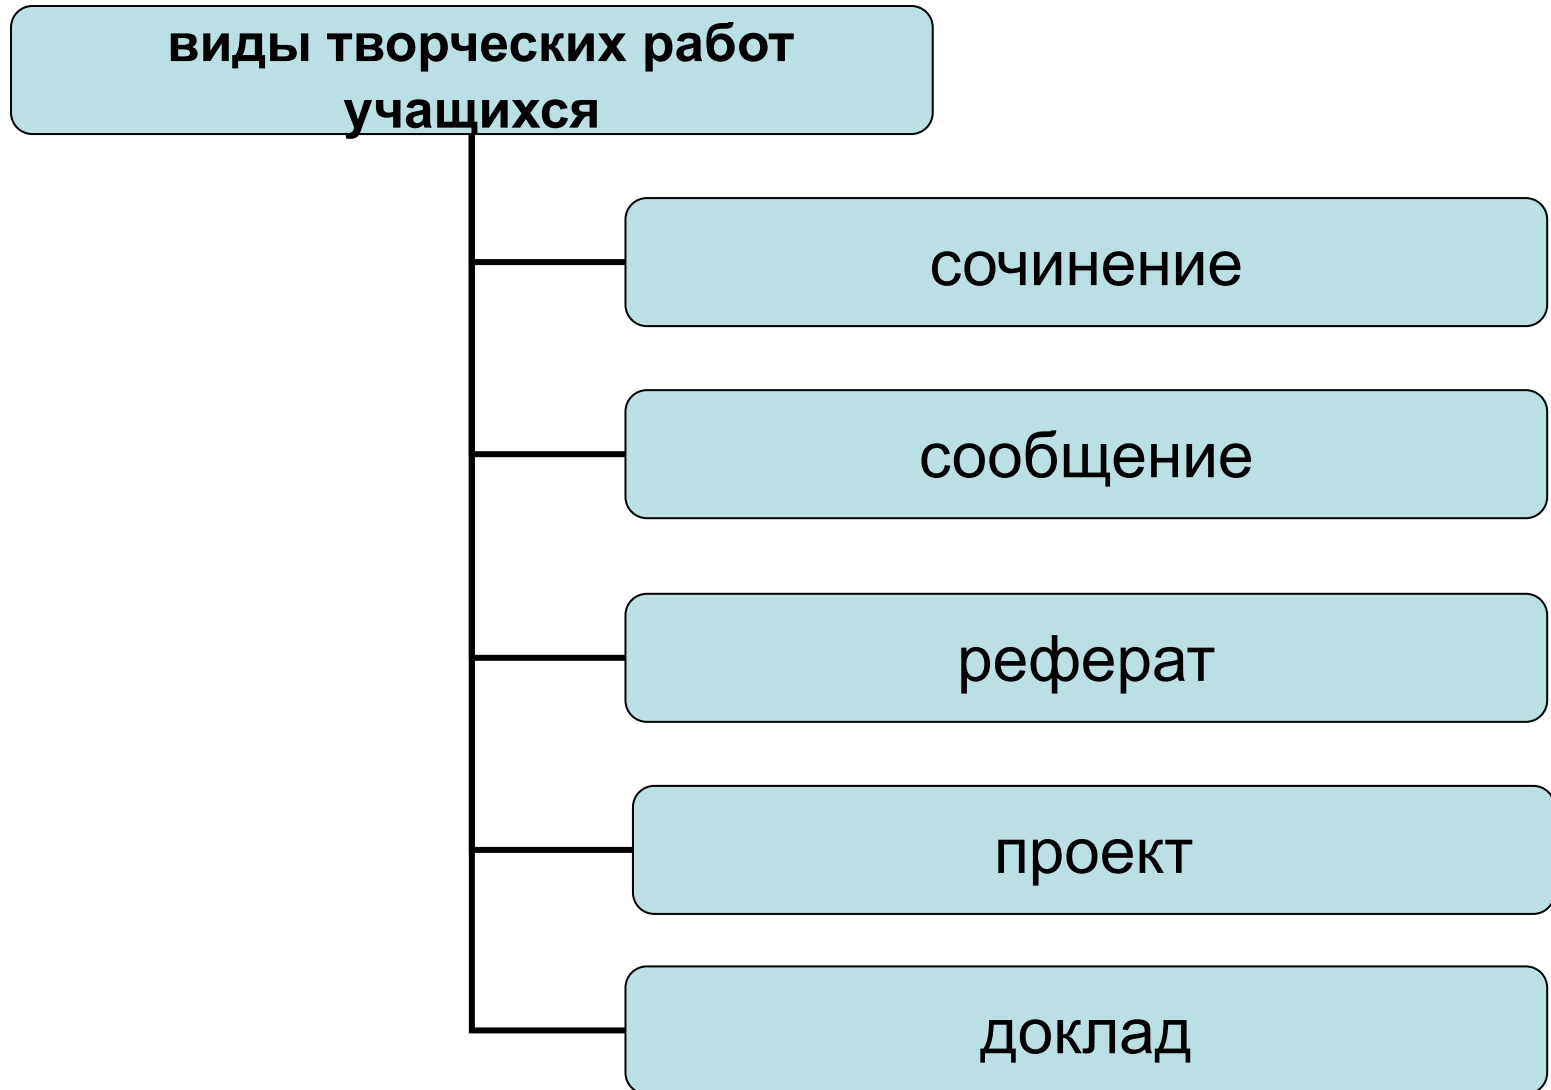 виды творческих работ
учащихся
сочинение
сообщение
реферат
проект
доклад